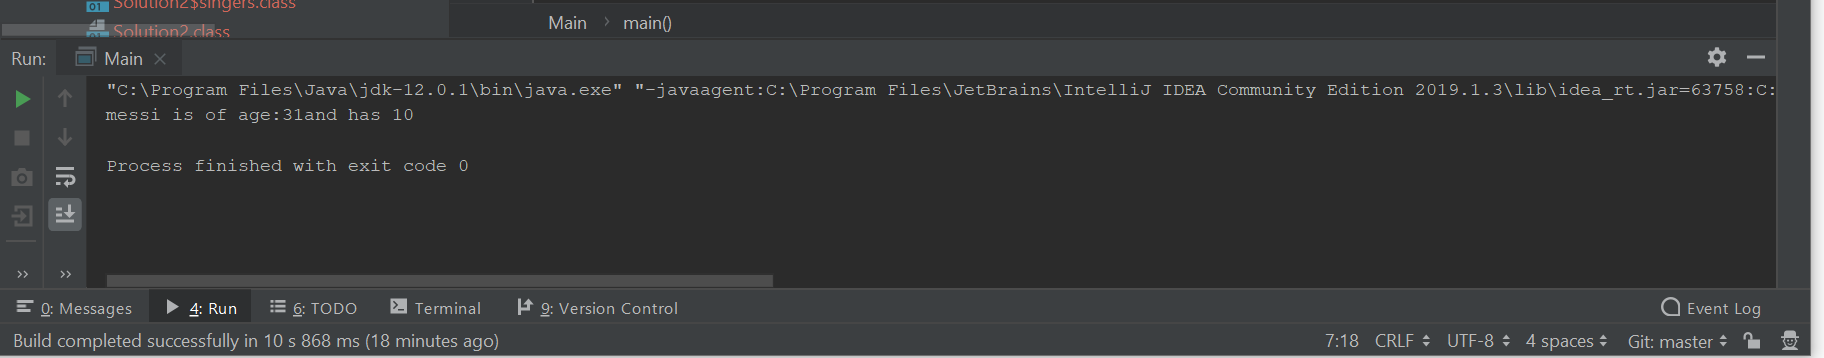 Solution2$singers.class
Solution2.class
Main › main()
Run: Main
"C:\Program Files\Java\jdk-12.0.1\bin\java.exe" "-javaagent:C:\Program Files\JetBrains\IntelliJ IDEA Community Edition 2019.1.3\lib\idea_rt.jar=63758:C:
messi is of age:31and has 10
Process finished with exit code 0
0: Messages 4: Run 6: TODO Terminal 9: Version Control Event Log
Build completed successfully in 10 s 868 ms (18 minutes ago) 7:18 CRLF UTF-8 4 spaces Git: master